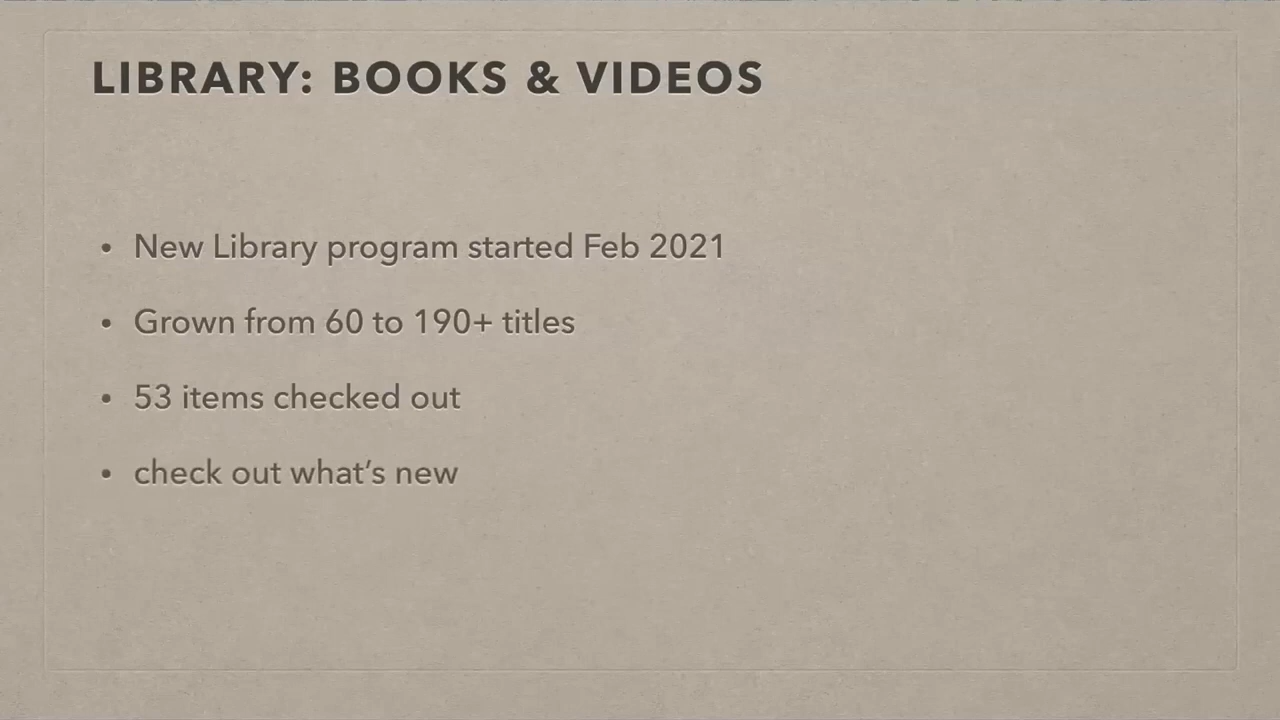 LIBRARY: BOOKS & VIDEOS
• New Library program started Feb 2021
• Grown from 60 to 190+ titles
• 53 items checked out
• check out what’s new